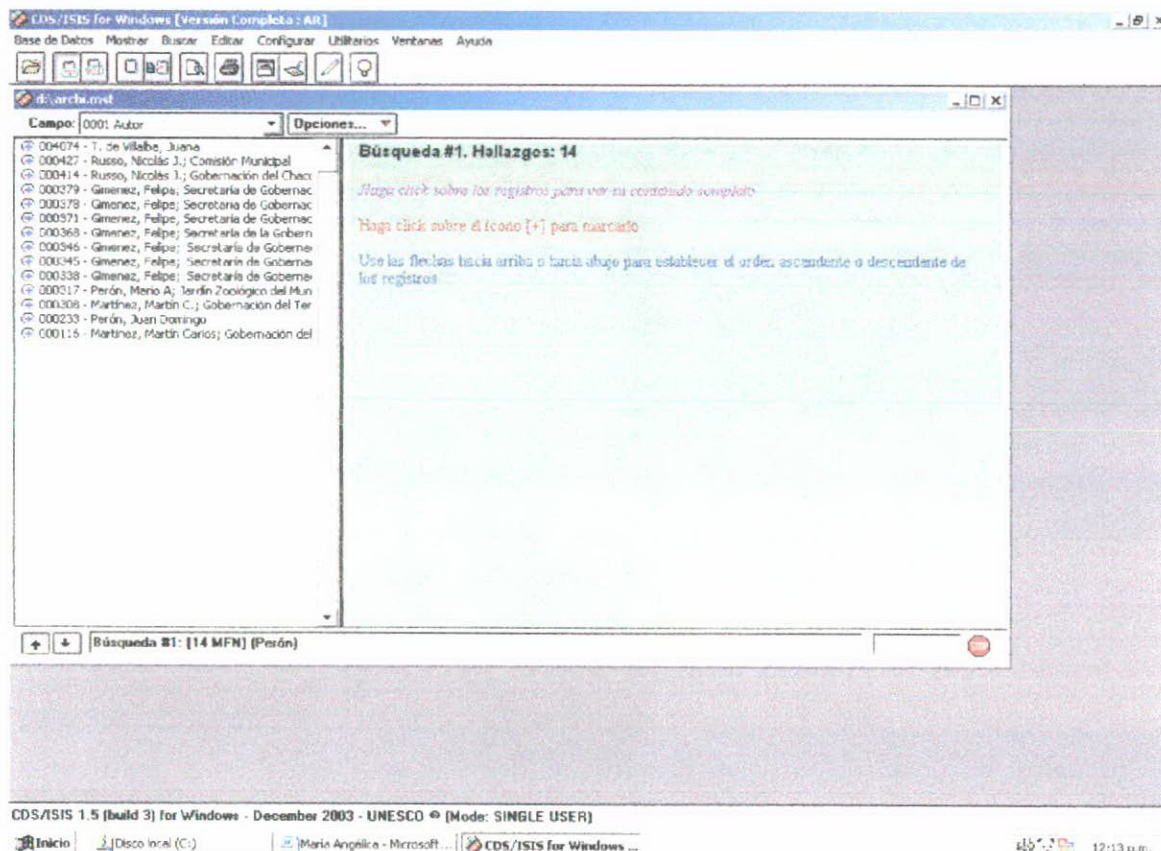 CDS/ISIS for Windows [Versión Completa : AR]
Base de Datos Mostrar Buscar Editar Configurar Utilitarios Ventanas Ayuda
d:\archi.mst
Campo: 0001 Autor Opciones...
004074 - T. de Villalba, Juana
000427 - Russo, Nicolás J.; Comisión Municipal
000414 - Russo, Nicolás J.; Gobernación del Chaco
000379 - Gimenez, Felipe; Secretaría de Gobernac
000378 - Gimenez, Felipe; Secretaría de Gobernac
000371 - Gimenez, Felipe; Secretaría de Gobernac
000368 - Gimenez, Felipe; Secretaría de la Gobern
000346 - Gimenez, Felipe; Secretaría de Goberna
000345 - Gimenez, Felipe; Secretaría de Goberna
000338 - Gimenez, Felipe; Secretaría de Goberna
000317 - Perón, Mario A; Jardín Zoológico del Mun
000308 - Martínez, Martín C.; Gobernación del Ter
000233 - Perón, Juan Domingo
000116 - Martinez, Martín Carlos; Gobernación del
Búsqueda #1. Hallazgos: 14
Haga click sobre los registros para ver su contenido completo
Haga click sobre el ícono [+] para marcarlo
Use las flechas hacia arriba o hacia abajo para establecer el orden ascendente o descendente de
los registros
Búsqueda #1: [14 MFN] (Perón)
STOP
CDS/ISIS 1.5 (build 3) for Windows - December 2003 - UNESCO © (Mode: SINGLE USER)
Inicio Disco local (C:) Maria Angélica - Microsoft ... CDS/ISIS for Windows ... 12:13 p.m.